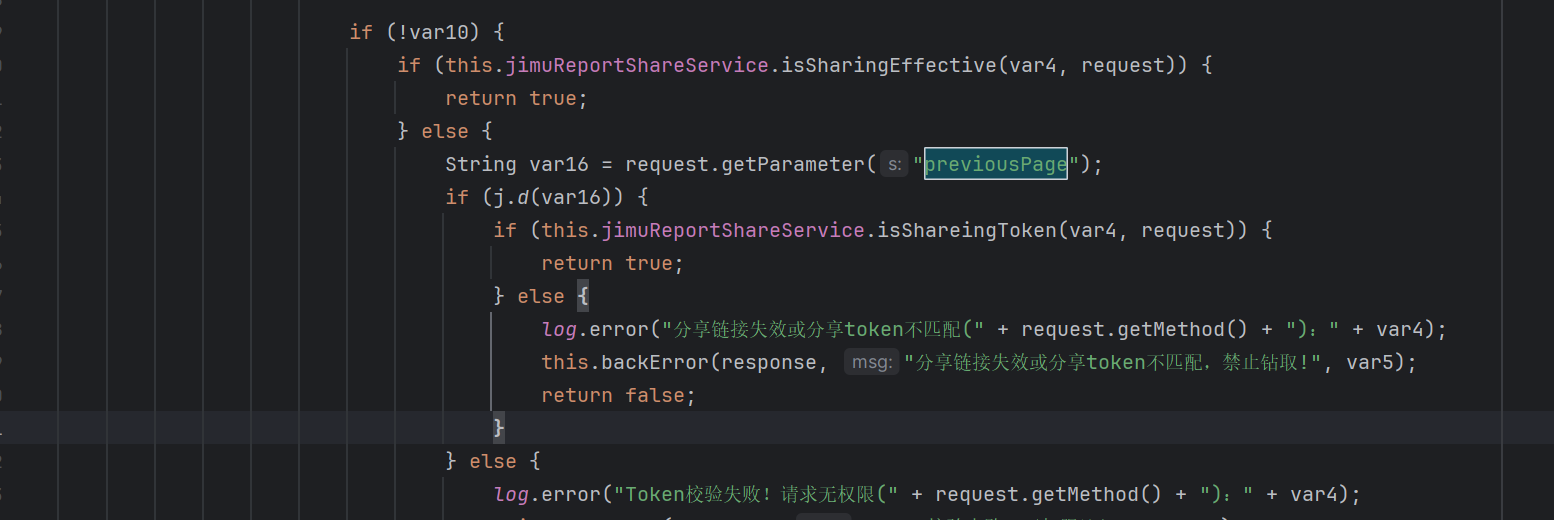 if (!var10) {
if (this.jimuReportShareService.isSharingEffective(var4, request)) {
return true;
} else {
String var16 = request.getParameter( s: "previousPage");
if (j.d(var16)) {
if (this.jimuReportShareService.isShareingToken(var4, request)) {
return true;
} else {
log.error("分享链接失效或分享token不匹配(" + request.getMethod() + "): " + var4);
this.backError(response, msg: "分享链接失效或分享token不匹配，禁止钻取!", var5);
return false;
}
} else {
log.error("Token校验失败！请求无权限(" + request.getMethod() + "): " + var4);